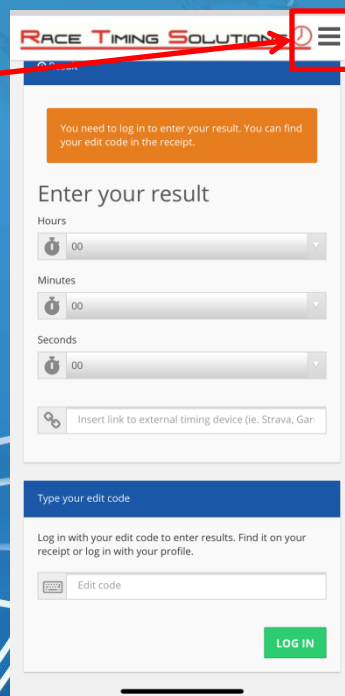 RACE TIMING SOLUTIONS
Result
You need to log in to enter your result. You can find
your edit code in the receipt.
Enter your result
Hours
00
Minutes
00
Seconds
00
Insert link to external timing device (ie. Strava, Gar
Type your edit code
Log in with your edit code to enter results. Find it on your
receipt or log in with your profile.
Edit code
LOG IN